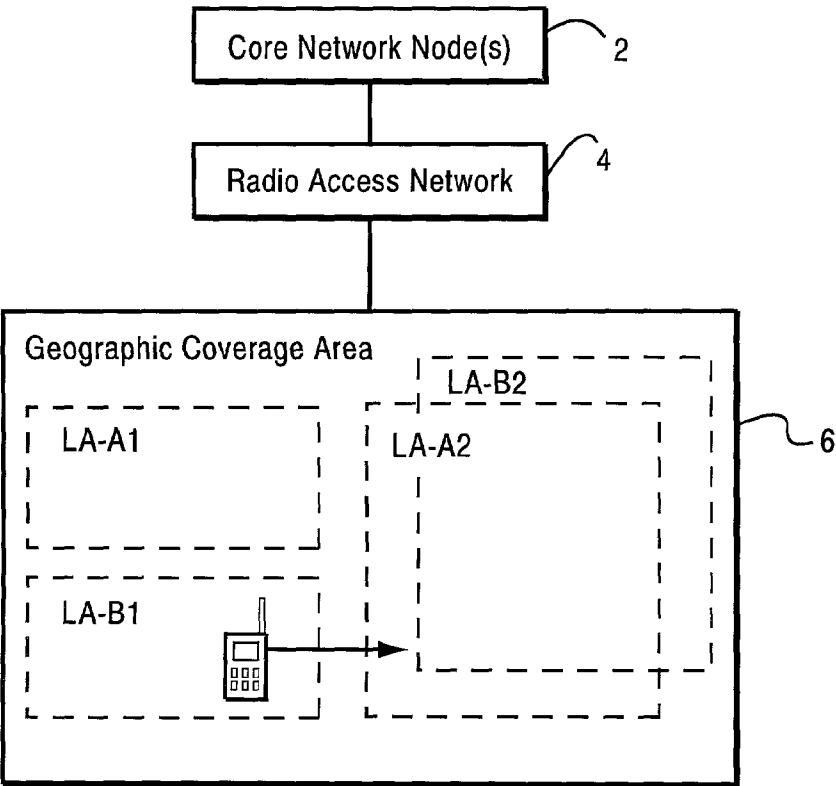 Core Network Node(s)
2
Radio Access Network
4
Geographic Coverage Area
LA-B2
LA-A1
LA-A2
6
LA-B1